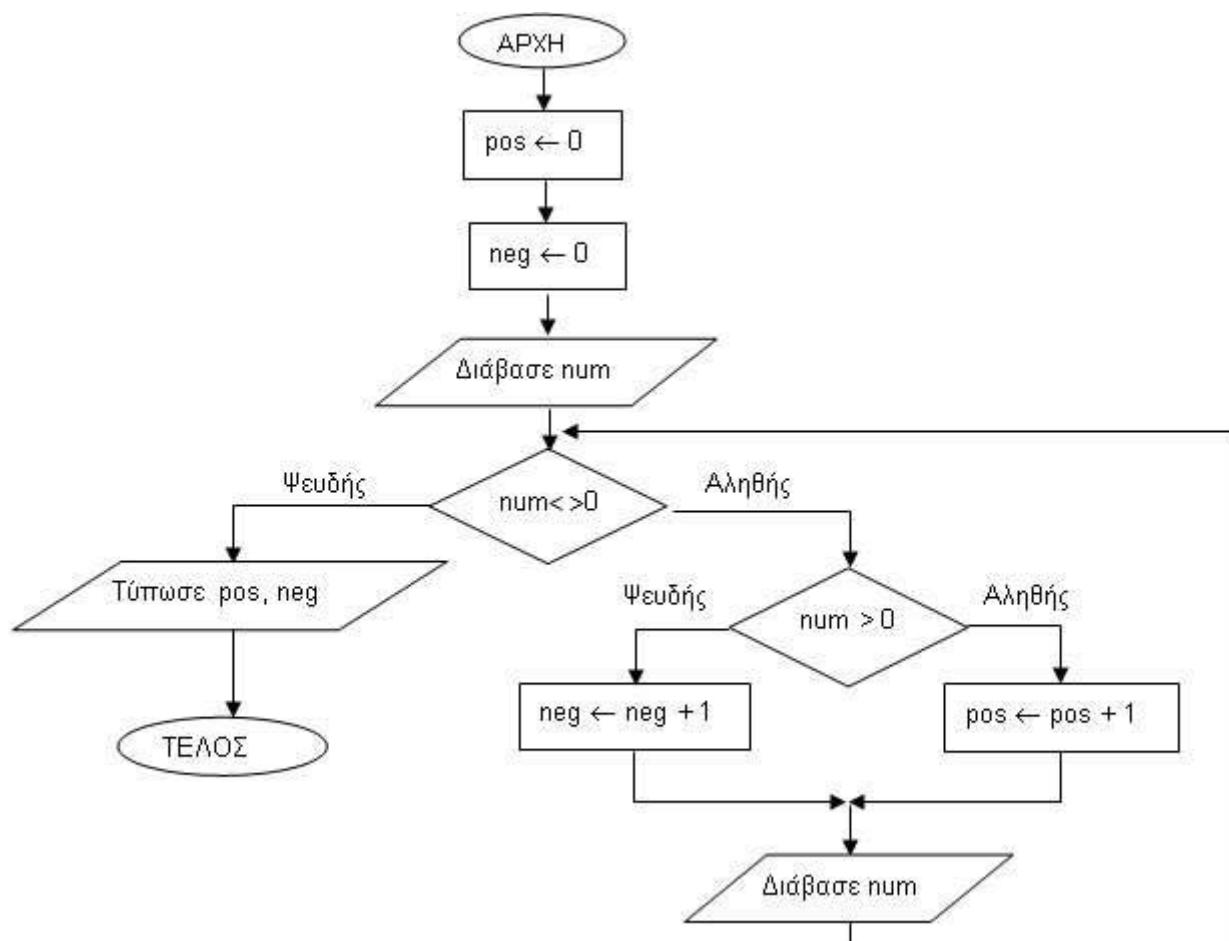 ΑΡΧΗ
pos ← 0
neg ← 0
Διάβασε num
num< >0
Ψευδής
Αληθής
Τύπωσε pos, neg
ΤΕΛΟΣ
num > 0
Ψευδής
Αληθής
neg ← neg + 1
pos ← pos + 1
Διάβασε num